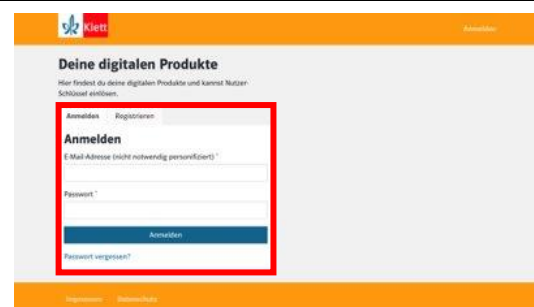 Klett
Anmelden
Deine digitalen Produkte
Hier findest du deine digitalen Produkte und kannst Nutzer-
Schlüssel einlösen.
Anmelden Registrieren
Anmelden
E-Mail-Adresse (nicht notwendig personifiziert) *
Passwort *
Anmelden
Passwort vergessen?
Impressum Datenschutz